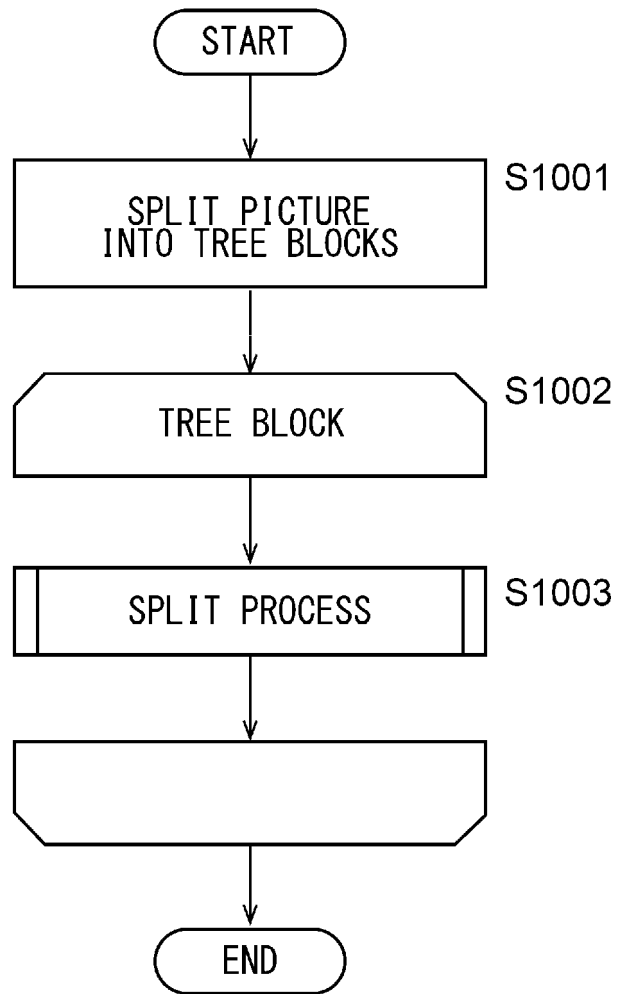 START
S1001
SPLIT PICTURE
INTO TREE BLOCKS
S1002
TREE BLOCK
S1003
SPLIT PROCESS
END